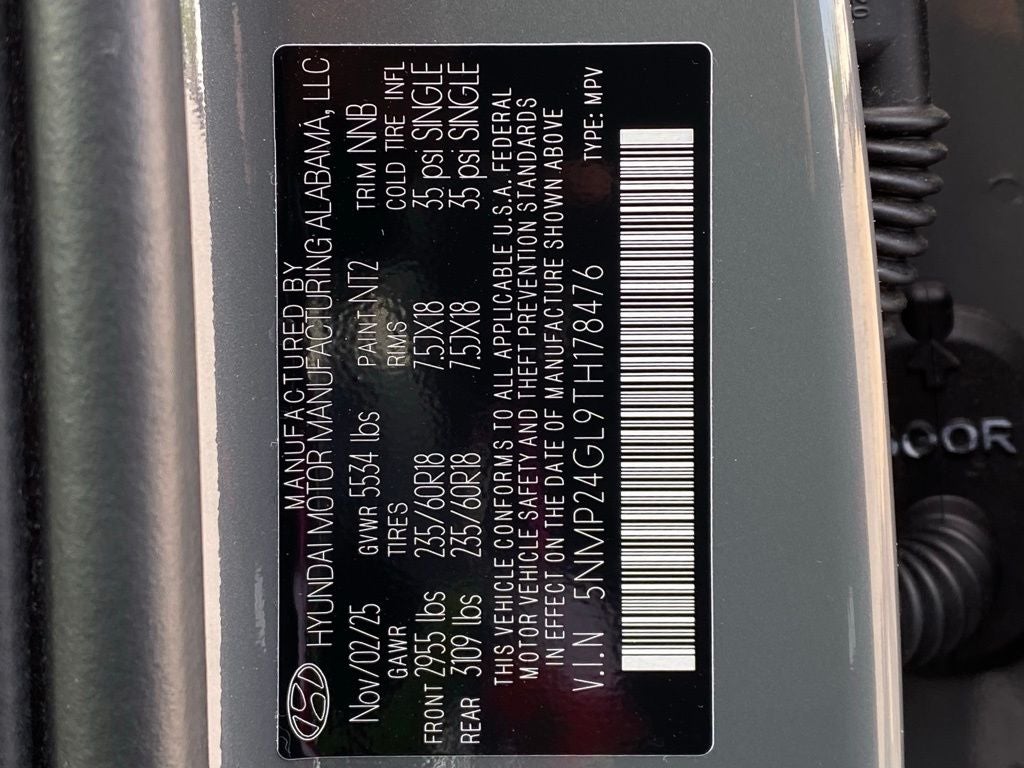 MANUFACTURED BY
HYUNDAI MOTOR MANUFACTURING ALABAMA, LLC
Nov/02/25 GVWR 5534 lbs PAINT NT2 TRIM NNB
GAWR TIRES RIMS COLD TIRE INFL
FRONT 2955 lbs 235/60R18 7.5JX18 35 psi SINGLE
REAR 3109 lbs 235/60R18 7.5JX18 35 psi SINGLE
THIS VEHICLE CONFORMS TO ALL APPLICABLE U.S.A. FEDERAL
MOTOR VEHICLE SAFETY AND THEFT PREVENTION STANDARDS
IN EFFECT ON THE DATE OF MANUFACTURE SHOWN ABOVE
V.I.N 5NMP24GL9TH178476 TYPE: MPV